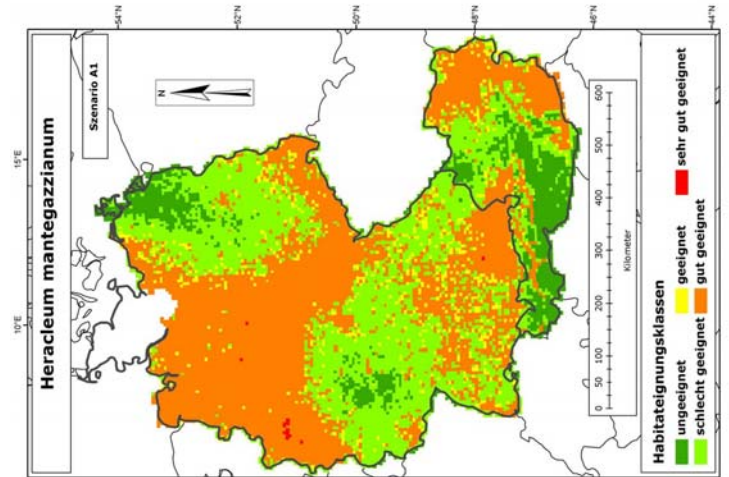 Heracleum mantegazzianum
Szenario A1
N
10°E
15°E
54°N
52°N
50°N
48°N
46°N
44°N
0 50 100 200 300 400 500 600
Kilometer
Habitateignungsklassen
ungeeignet
geeignet
sehr gut geeignet
schlecht geeignet
gut geeignet